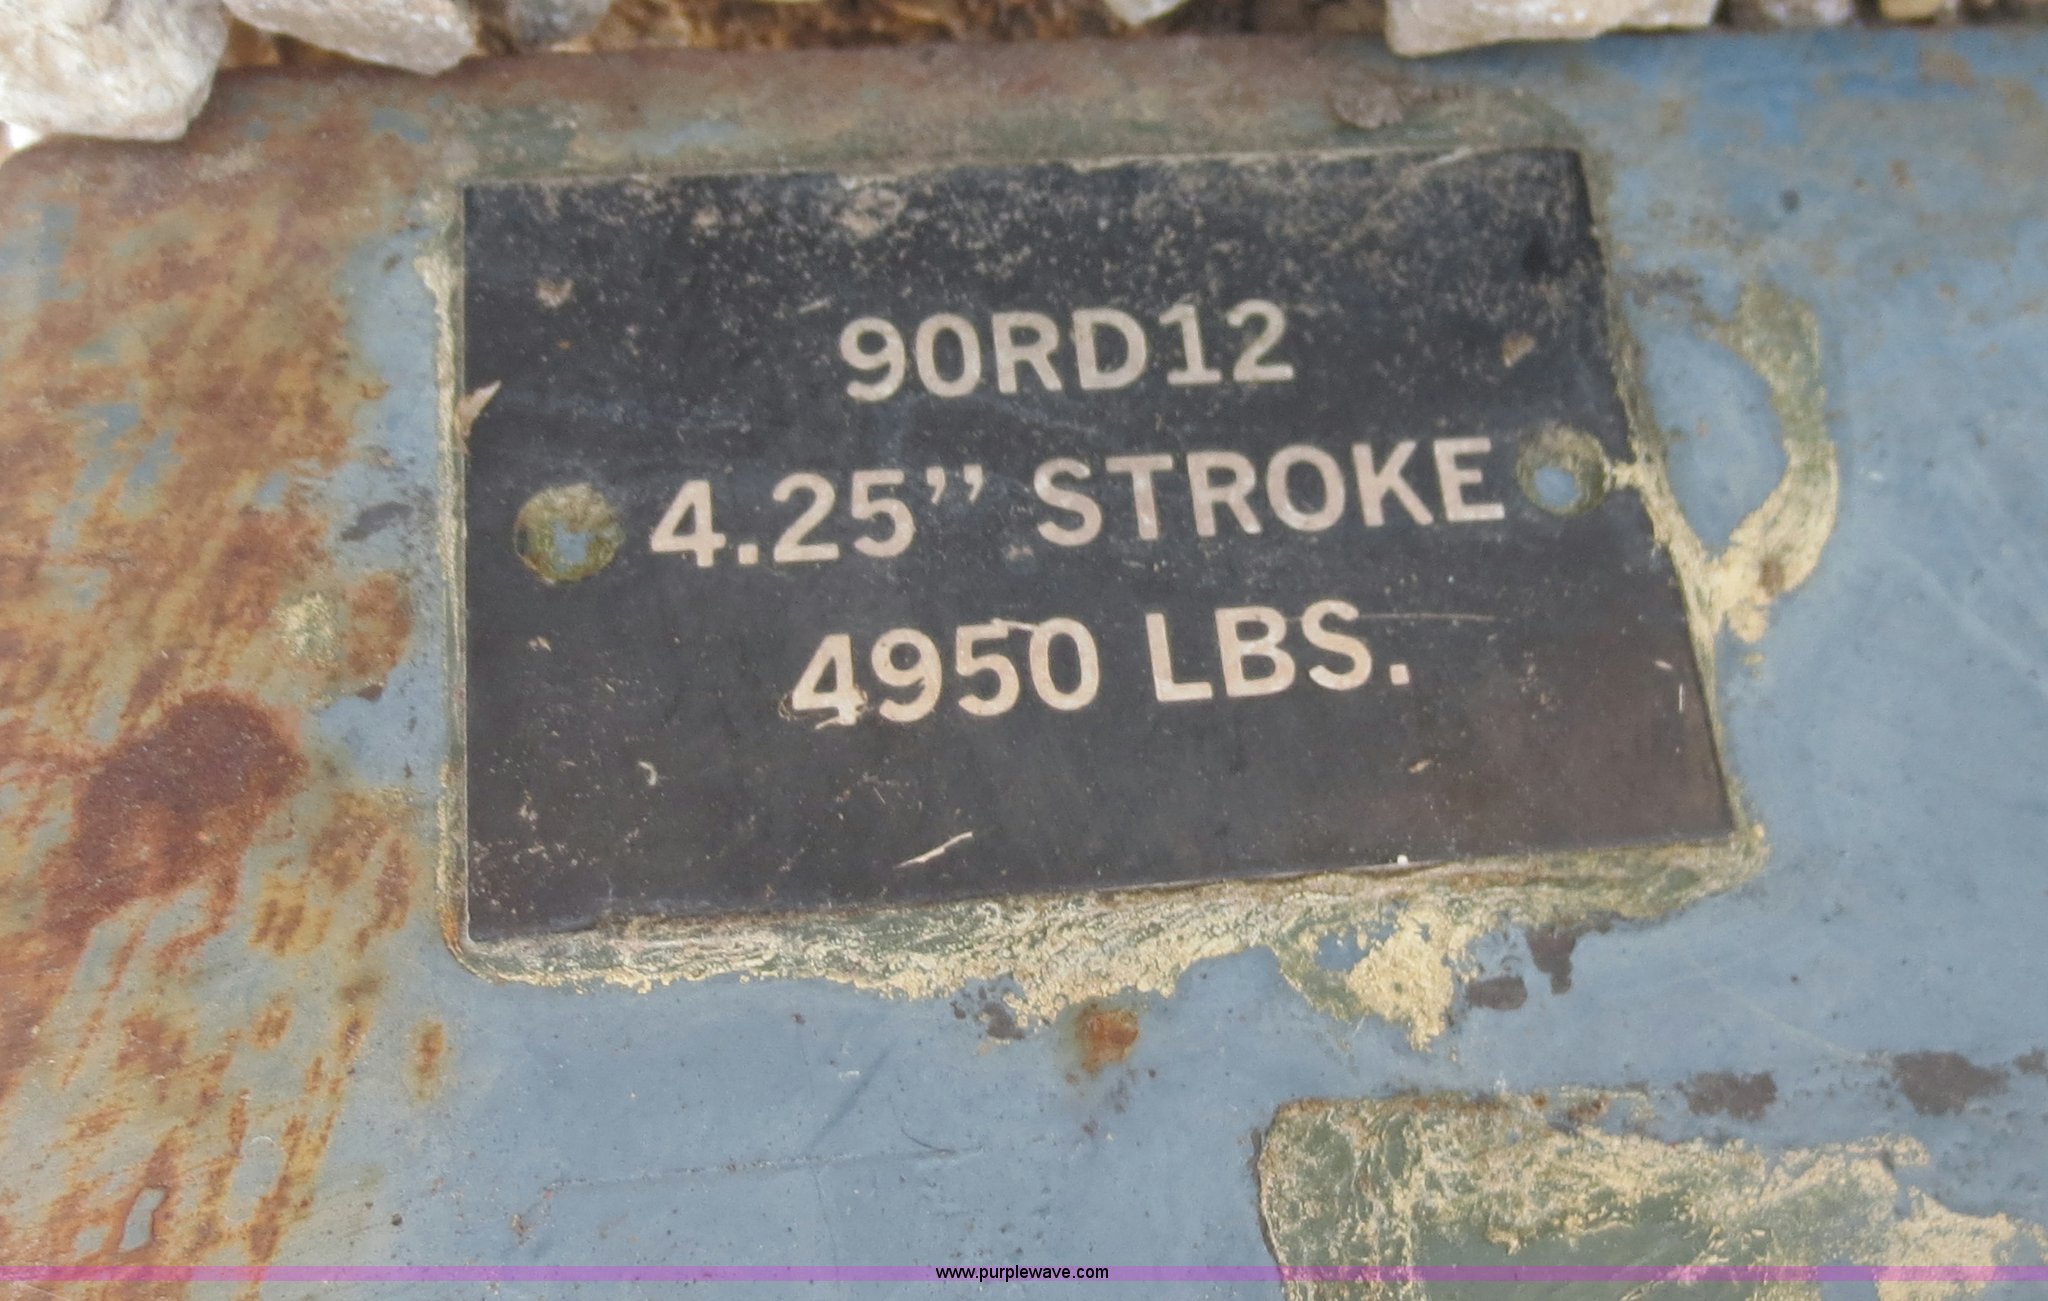 90RD12
4.25” STROKE
4950 LBS.
www.purplewave.com